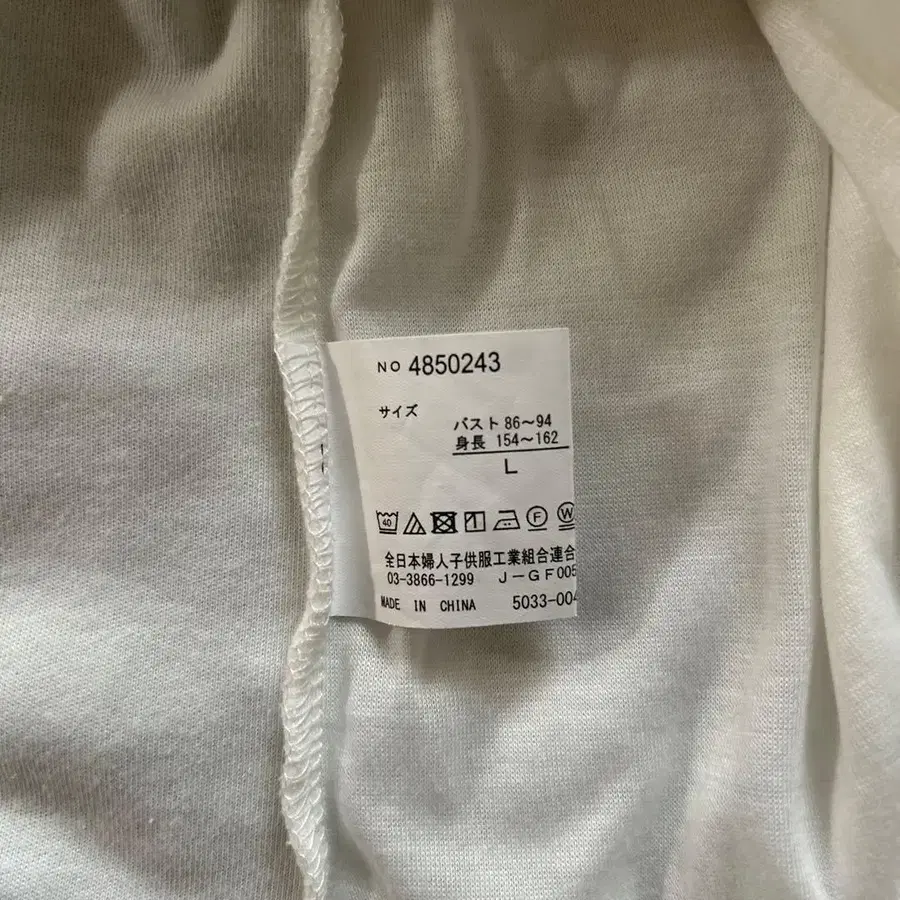 NO 4850243
サイズ
バスト 86〜94
身長 154〜162
L
40 F W
全日本婦人子供服工業組合連合
03-3866-1299 J-GF005
MADE IN CHINA 5033-004